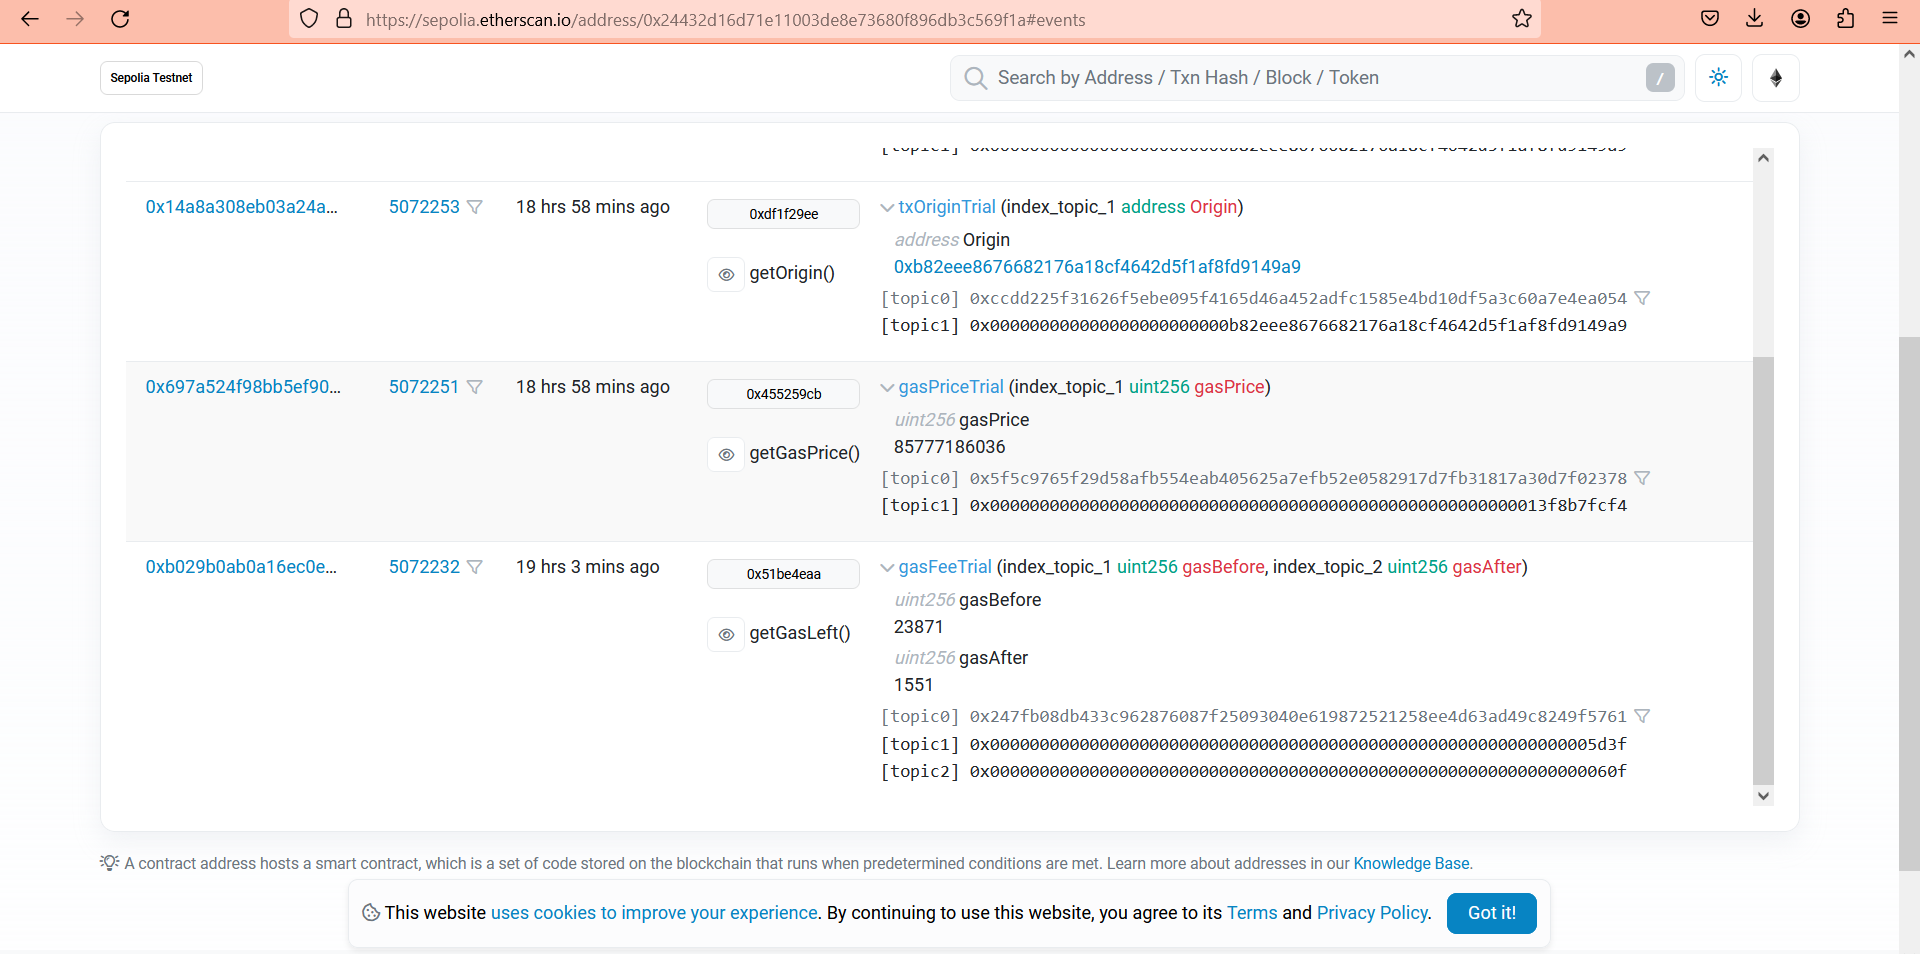 https://sepolia.etherscan.io/address/0x24432d16d71e11003de8e73680f896db3c569f1a#events
Sepolia Testnet
Search by Address / Txn Hash / Block / Token
/
[topic1] 0x000000000000000000000000b82eee8676682176a18cf4642d5f1af8fd9149a9
0x14a8a308eb03a24a... 5072253 18 hrs 58 mins ago 0xdf1f29ee txOriginTrial (index_topic_1 address Origin)
address Origin
getOrigin() 0xb82eee8676682176a18cf4642d5f1af8fd9149a9
[topic0] 0xccdd225f31626f5ebe095f4165d46a452adfc1585e4bd10df5a3c60a7e4ea054
[topic1] 0x000000000000000000000000b82eee8676682176a18cf4642d5f1af8fd9149a9
0x697a524f98bb5ef90... 5072251 18 hrs 58 mins ago 0x455259cb gasPriceTrial (index_topic_1 uint256 gasPrice)
uint256 gasPrice
getGasPrice() 85777186036
[topic0] 0x5f5c9765f29d58afb554eab405625a7efb52e0582917d7fb31817a30d7f02378
[topic1] 0x00000000000000000000000000000000000000000000000000000013f8b7fcf4
0xb029b0ab0a16ec0e... 5072232 19 hrs 3 mins ago 0x51be4eaa gasFeeTrial (index_topic_1 uint256 gasBefore, index_topic_2 uint256 gasAfter)
uint256 gasBefore
getGasLeft() 23871
uint256 gasAfter
1551
[topic0] 0x247fb08db433c962876087f25093040e619872521258ee4d63ad49c8249f5761
[topic1] 0x0000000000000000000000000000000000000000000000000000000000005d3f
[topic2] 0x000000000000000000000000000000000000000000000000000000000000060f
A contract address hosts a smart contract, which is a set of code stored on the blockchain that runs when predetermined conditions are met. Learn more about addresses in our Knowledge Base.
This website uses cookies to improve your experience. By continuing to use this website, you agree to its Terms and Privacy Policy. Got it!